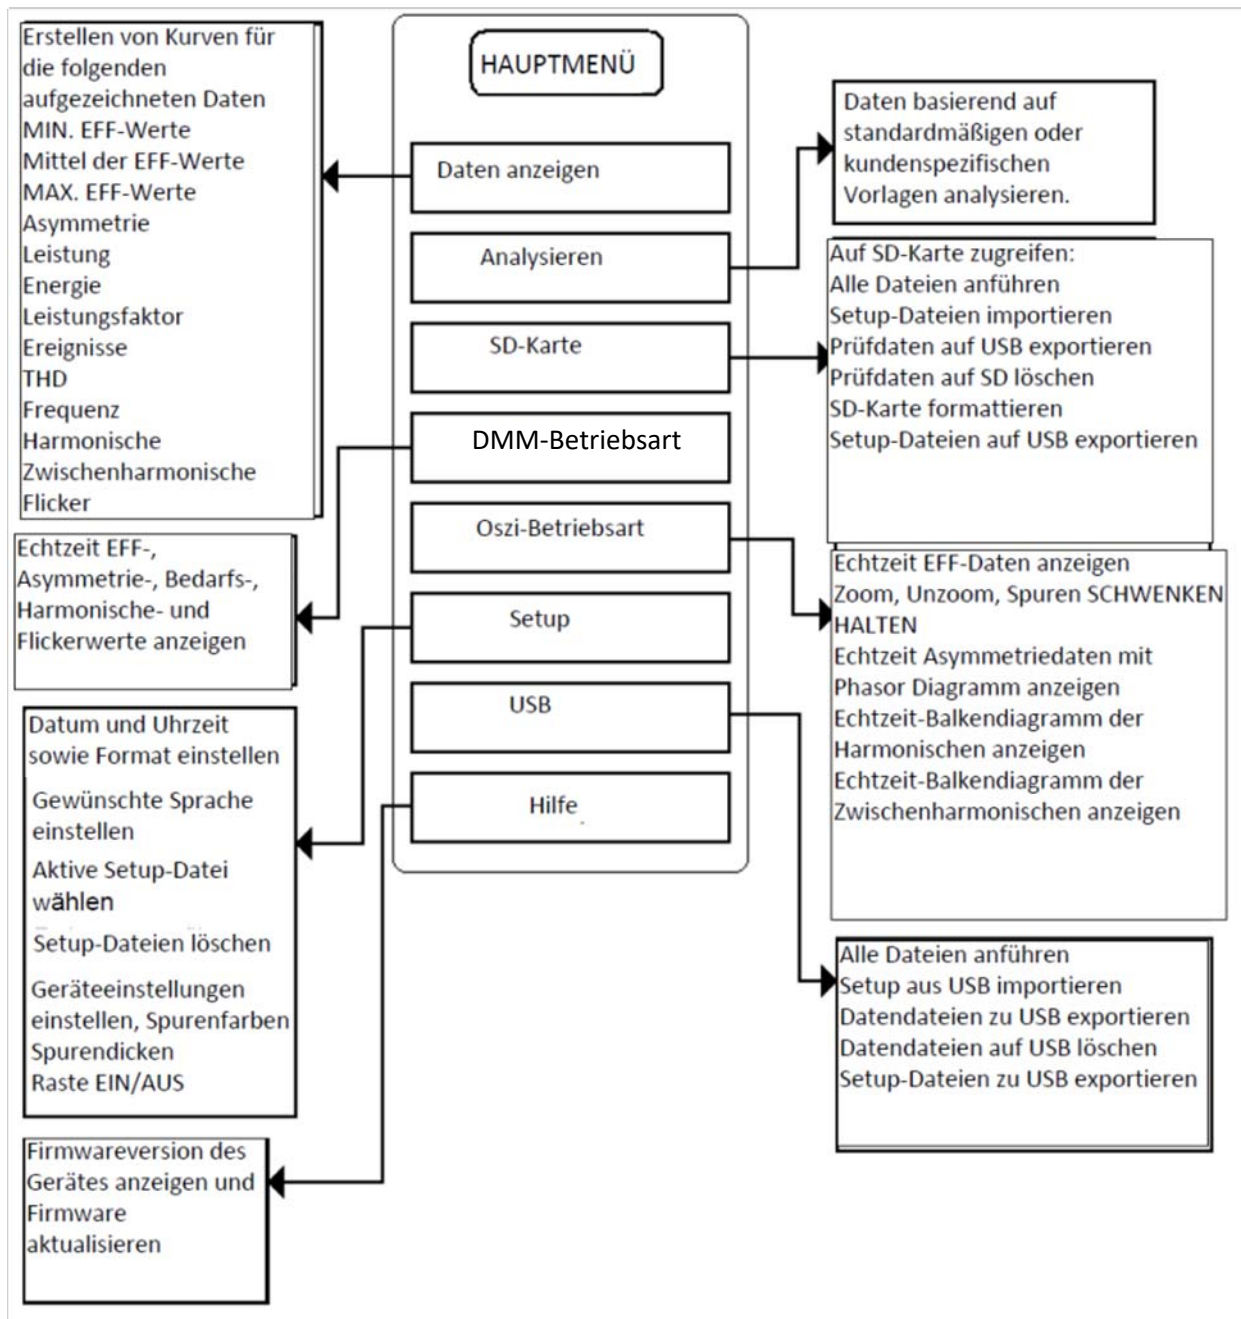 HAUPTMENÜ
Daten anzeigen
Analysieren
SD-Karte
DMM-Betriebsart
Oszi-Betriebsart
Setup
USB
Hilfe
Erstellen von Kurven für
die folgenden
aufgezeichneten Daten
MIN. EFF-Werte
Mittel der EFF-Werte
MAX. EFF-Werte
Asymmetrie
Leistung
Energie
Leistungsfaktor
Ereignisse
THD
Frequenz
Harmonische
Zwischenharmonische
Flicker
Echtzeit EFF-,
Asymmetrie-, Bedarfs-,
Harmonische- und
Flickerwerte anzeigen
Datum und Uhrzeit
sowie Format einstellen
Gewünschte Sprache
einstellen
Aktive Setup-Datei
wählen
Setup-Dateien löschen
Geräteeinstellungen
einstellen, Spurenfarben
Spurendicken
Raste EIN/AUS
Firmwareversion des
Gerätes anzeigen und
Firmware
aktualisieren
Daten basierend auf
standardmäßigen oder
kundenspezifischen
Vorlagen analysieren.
Auf SD-Karte zugreifen:
Alle Dateien anführen
Setup-Dateien importieren
Prüfdaten auf USB exportieren
Prüfdaten auf SD löschen
SD-Karte formattieren
Setup-Dateien auf USB exportieren
Echtzeit EFF-Daten anzeigen
Zoom, Unzoom, Spuren SCHWENKEN
HALTEN
Echtzeit Asymmetriedaten mit
Phasor Diagramm anzeigen
Echtzeit-Balkendiagramm der
Harmonischen anzeigen
Echtzeit-Balkendiagramm der
Zwischenharmonischen anzeigen
Alle Dateien anführen
Setup aus USB importieren
Datendateien zu USB exportieren
Datendateien auf USB löschen
Setup-Dateien zu USB exportieren